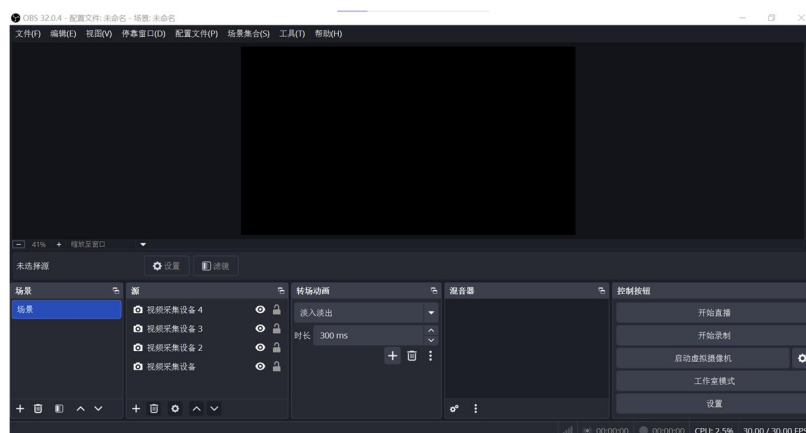 OBS 32.0.4 - 配置文件: 未命名 - 场景: 未命名
文件(F) 编辑(E) 视图(V) 停靠窗口(D) 配置文件(P) 场景集合(S) 工具(T) 帮助(H)
41% 缩放至窗口
未选择源 设置 滤镜
场景 源 转场动画 混音器 控制按钮
场景
视频采集设备 4
视频采集设备 3
视频采集设备 2
视频采集设备
淡入淡出
时长 300 ms
开始直播
开始录制
启动虚拟摄像机
工作室模式
设置
00:00:00 00:00:00 CPU: 2.5% 30.00 / 30.00 FPS